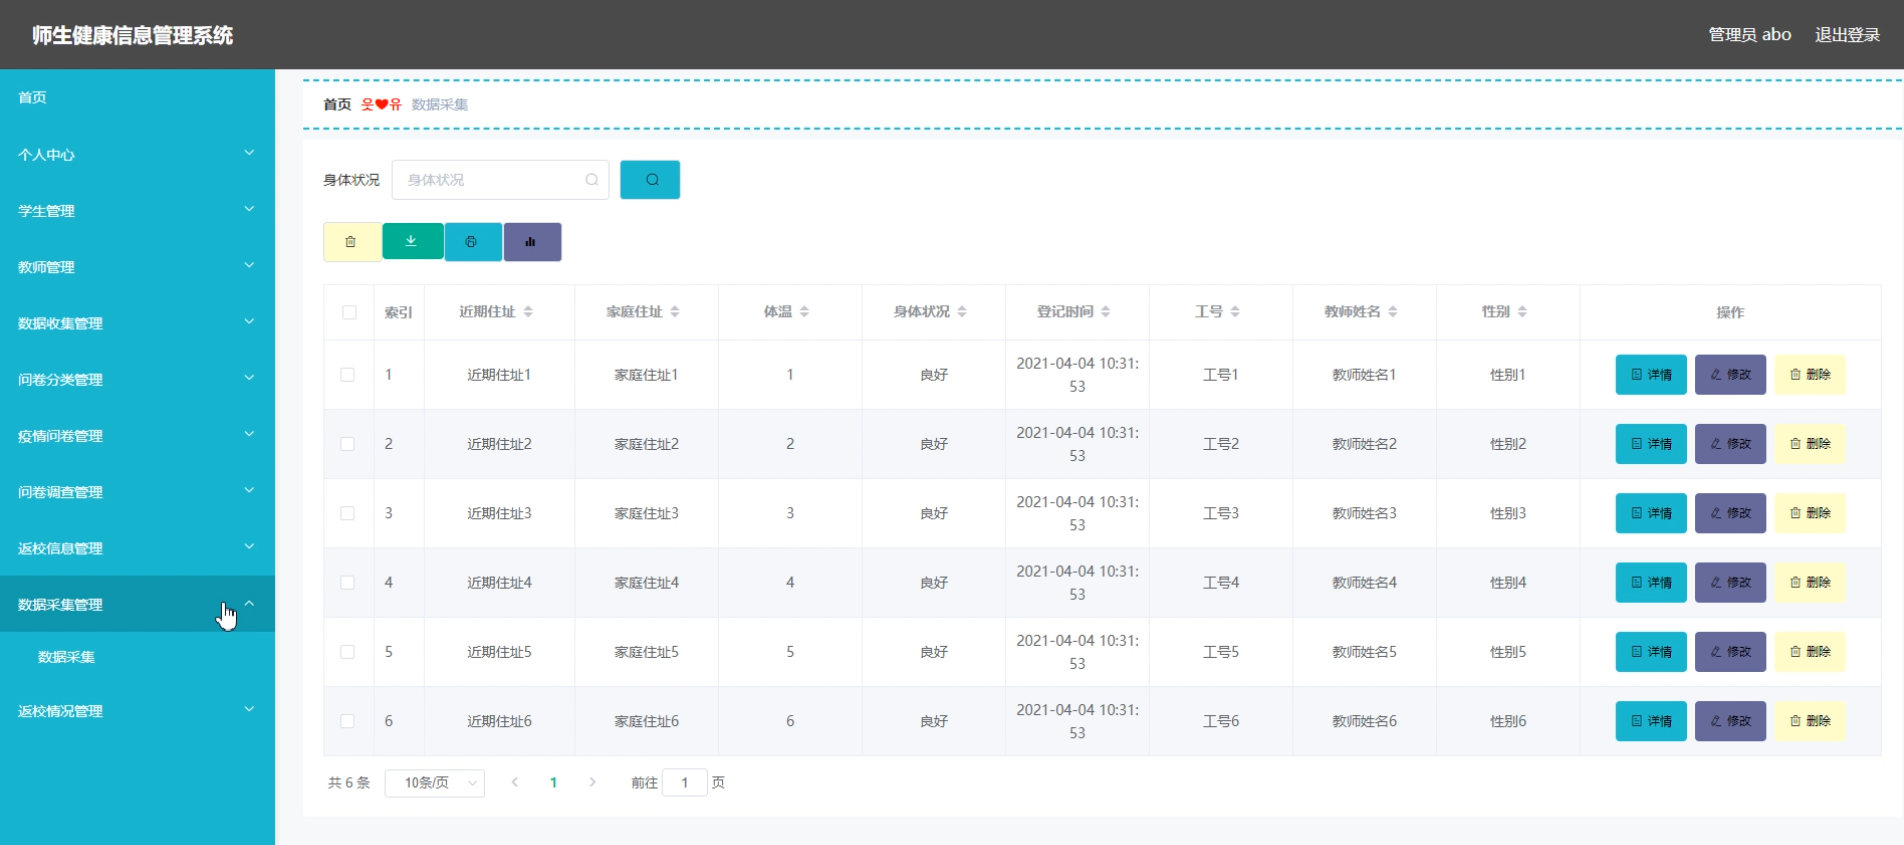 师生健康信息管理系统
管理员 abo 退出登录
首页
个人中心
学生管理
教师管理
数据收集管理
问卷分类管理
疫情问卷管理
问卷调查管理
返校信息管理
数据采集管理
数据采集
返校情况管理
首页 웃❤유 数据采集
身体状况 身体状况
索引 近期住址 家庭住址 体温 身体状况 登记时间 工号 教师姓名 性别 操作
1 近期住址1 家庭住址1 1 良好 2021-04-04 10:31:53 工号1 教师姓名1 性别1 详情 修改 删除
2 近期住址2 家庭住址2 2 良好 2021-04-04 10:31:53 工号2 教师姓名2 性别2 详情 修改 删除
3 近期住址3 家庭住址3 3 良好 2021-04-04 10:31:53 工号3 教师姓名3 性别3 详情 修改 删除
4 近期住址4 家庭住址4 4 良好 2021-04-04 10:31:53 工号4 教师姓名4 性别4 详情 修改 删除
5 近期住址5 家庭住址5 5 良好 2021-04-04 10:31:53 工号5 教师姓名5 性别5 详情 修改 删除
6 近期住址6 家庭住址6 6 良好 2021-04-04 10:31:53 工号6 教师姓名6 性别6 详情 修改 删除
共 6 条 10条/页 1 前往 1 页